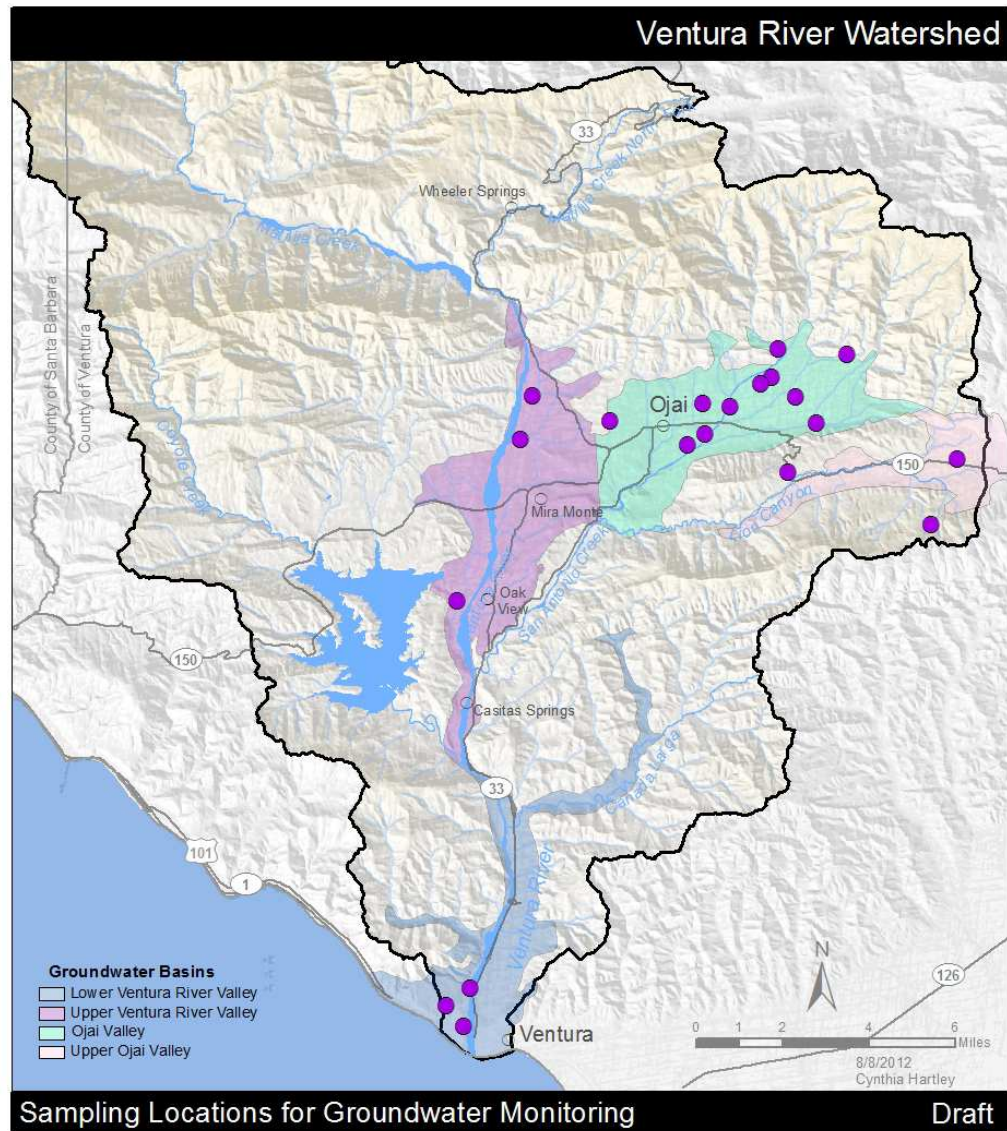 Ventura River Watershed
33
Matilija Creek North Fork
Wheeler Springs
Matilija Creek
County of Santa Barbara
County of Ventura
Coyote Creek
Ojai
150
Mira Monte
Lion Canyon
San Antonio Creek
Oak
View
150
Casitas Springs
Canada Larga
33
101
1
Ventura River
N
126
Groundwater Basins
Lower Ventura River Valley
Upper Ventura River Valley
Ojai Valley
Upper Ojai Valley
Ventura
0 1 2 4 6
Miles
8/8/2012
Cynthia Hartley
Sampling Locations for Groundwater Monitoring
Draft